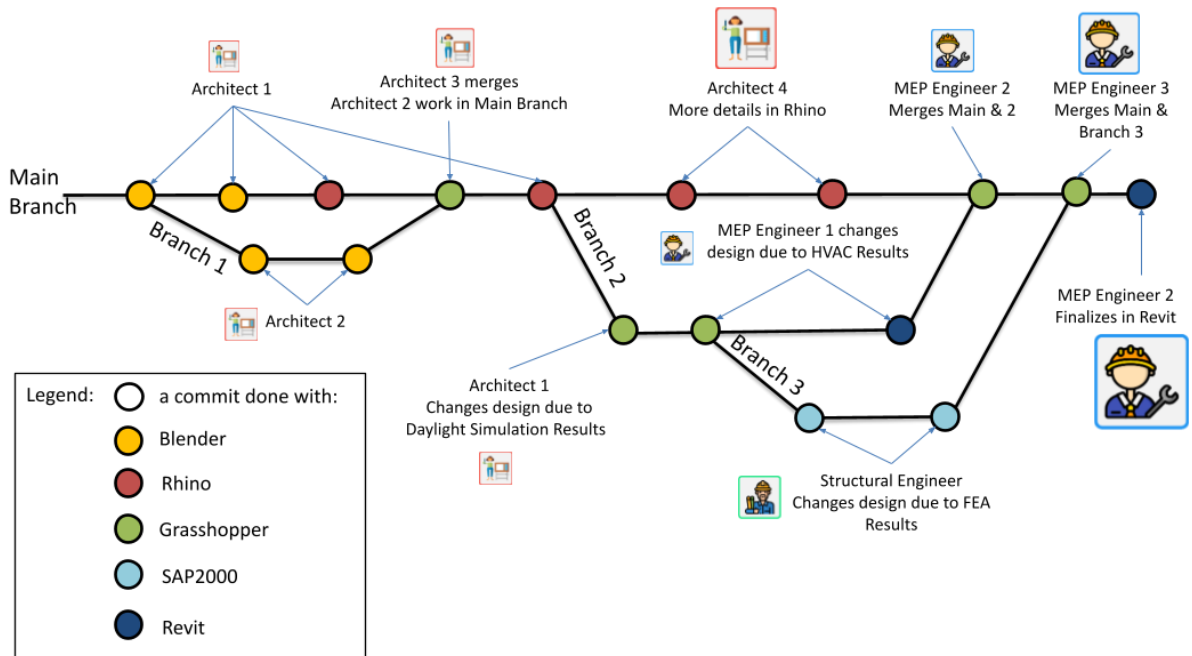 Architect 1
Architect 3 merges
Architect 2 work in Main Branch
Architect 4
More details in Rhino
MEP Engineer 2
Merges Main & 2
MEP Engineer 3
Merges Main &
Branch 3
Main
Branch
Branch 1
Architect 2
Branch 2
MEP Engineer 1 changes
design due to HVAC Results
Branch 3
MEP Engineer 2
Finalizes in Revit
Architect 1
Changes design due to
Daylight Simulation Results
Structural Engineer
Changes design due to FEA
Results
Legend:
a commit done with:
Blender
Rhino
Grasshopper
SAP2000
Revit